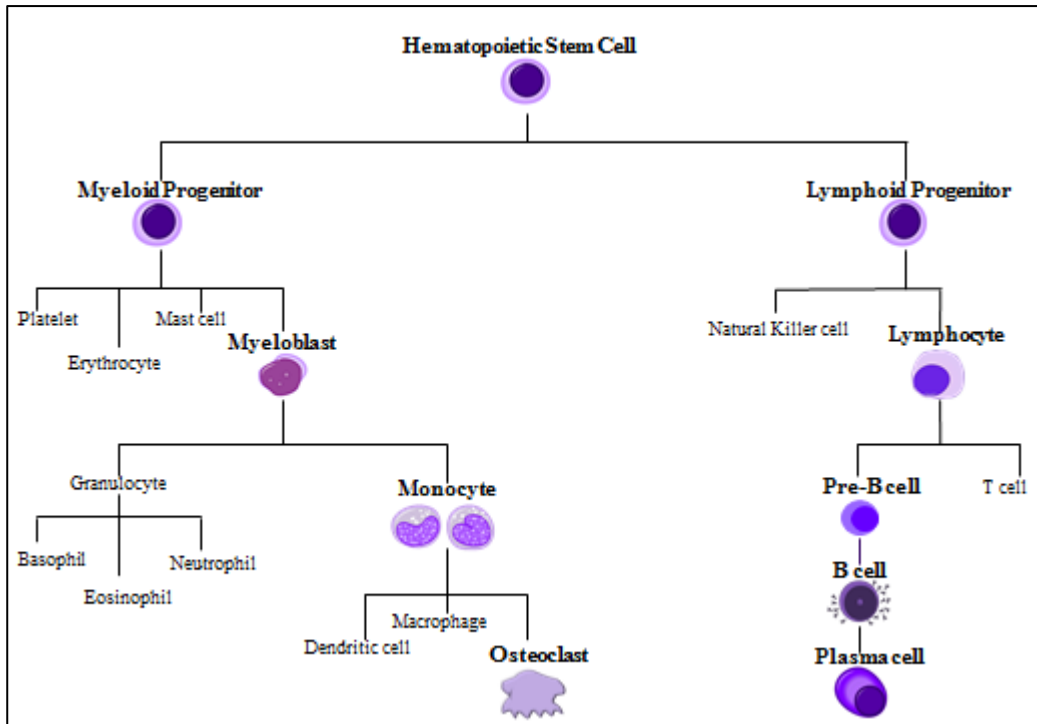 Hematopoietic Stem Cell
Myeloid Progenitor
Lymphoid Progenitor
Platelet
Mast cell
Erythrocyte
Myeloblast
Natural Killer cell
Lymphocyte
Granulocyte
Monocyte
Pre-B cell
T cell
Basophil
Neutrophil
Eosinophil
B cell
Macrophage
Dendritic cell
Osteoclast
Plasma cell